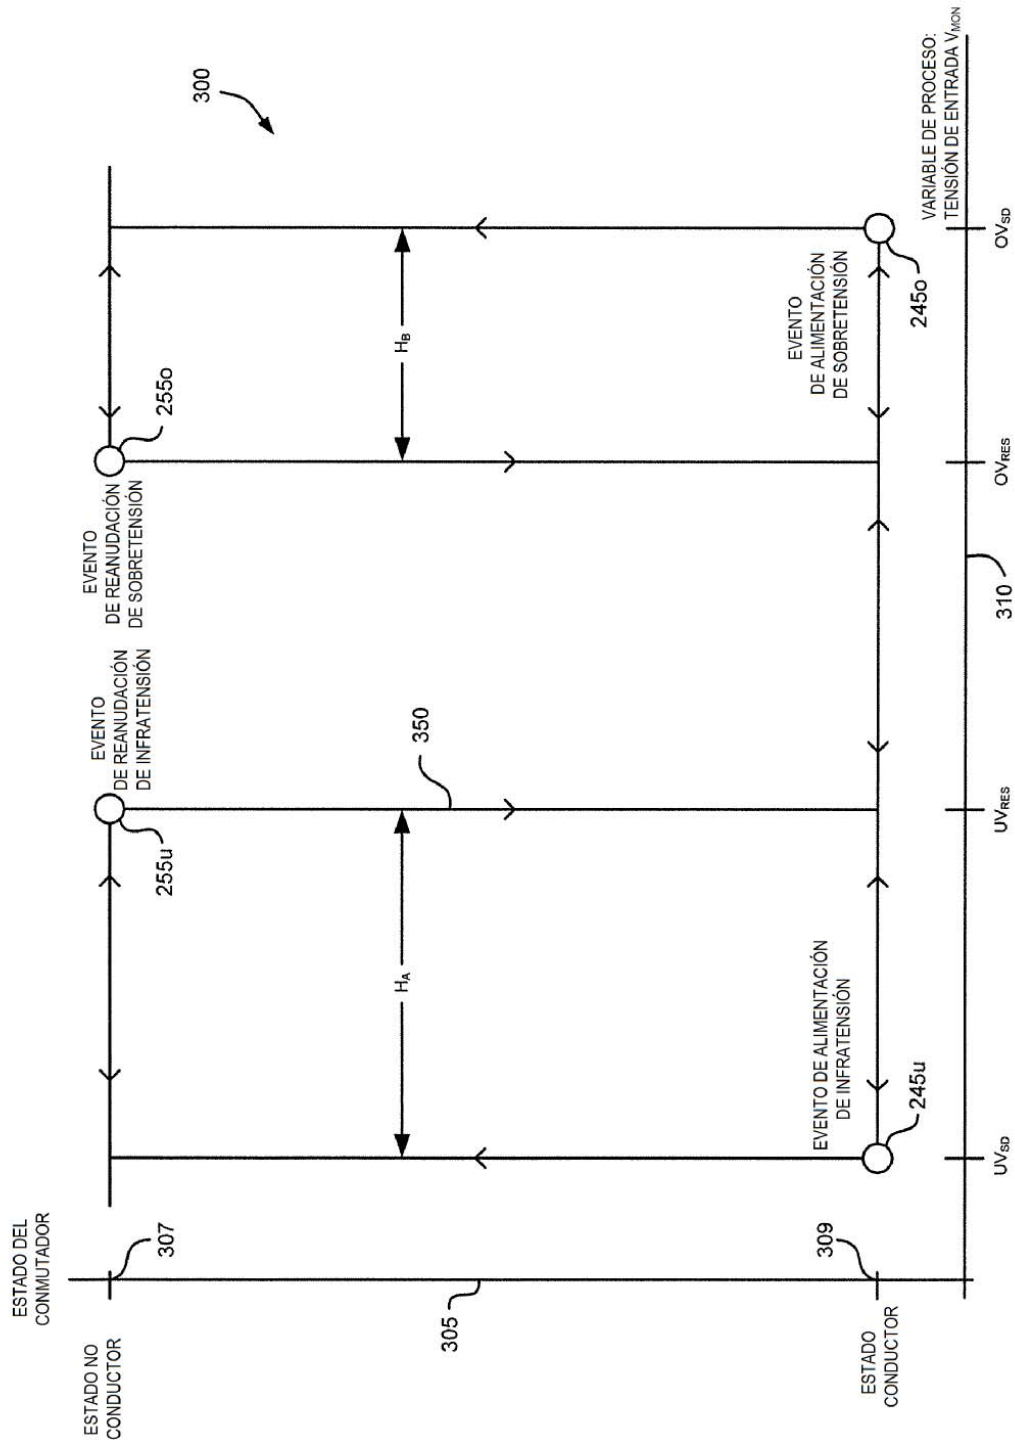 ESTADO DEL
CONMUTADOR
ESTADO NO
CONDUCTOR
307
255u
EVENTO
DE REANUDACIÓN
DE INFRATENSIÓN
EVENTO
DE REANUDACIÓN
DE SOBRETENSIÓN
255o
300
305
HA
350
HB
EVENTO DE ALIMENTACIÓN
DE INFRATENSIÓN
EVENTO
DE ALIMENTACIÓN
DE SOBRETENSIÓN
309
245u
245o
ESTADO
CONDUCTOR
VARIABLE DE PROCESO:
TENSIÓN DE ENTRADA VMON
UVSD
UVRES
310
OVRES
OVSD